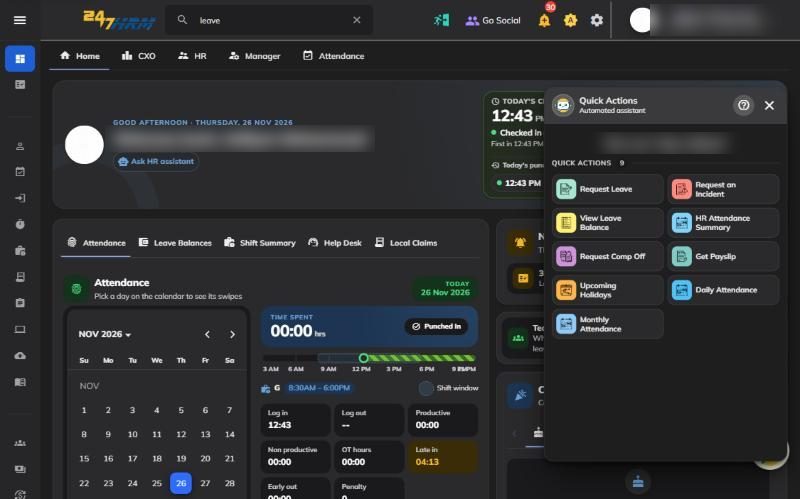 247HRM
leave
Go Social
30
A
Home
CXO
HR
Manager
Attendance
GOOD AFTERNOON · THURSDAY, 26 NOV 2026
Ask HR assistant
TODAY'S C
12:43 PM
Checked in
First in 12:43 PM
Today's pun
12:43 PM
Quick Actions
Automated assistant
QUICK ACTIONS 9
Request Leave
Request an
Incident
View Leave
Balance
HR Attendance
Summary
Request Comp Off
Get Payslip
Upcoming
Holidays
Daily Attendance
Monthly
Attendance
Attendance
Leave Balances
Shift Summary
Help Desk
Local Claims
Attendance
Pick a day on the calendar to see its swipes
TODAY
26 Nov 2026
NOV 2026
Su Mo Tu We Th Fr Sa
NOV
1 2 3 4 5 6 7
8 9 10 11 12 13 14
15 16 17 18 19 20 21
22 23 24 25 26 27 28
TIME SPENT
00:00 hrs
Punched In
3 AM 6 AM 9 AM 12 PM 3 PM 6 PM
G 8:30AM – 6:00PM
Shift window
Log in
12:43
Log out
--
Productive
00:00
Non productive
00:00
OT hours
00:00
Late in
04:13
Early out
Penalty